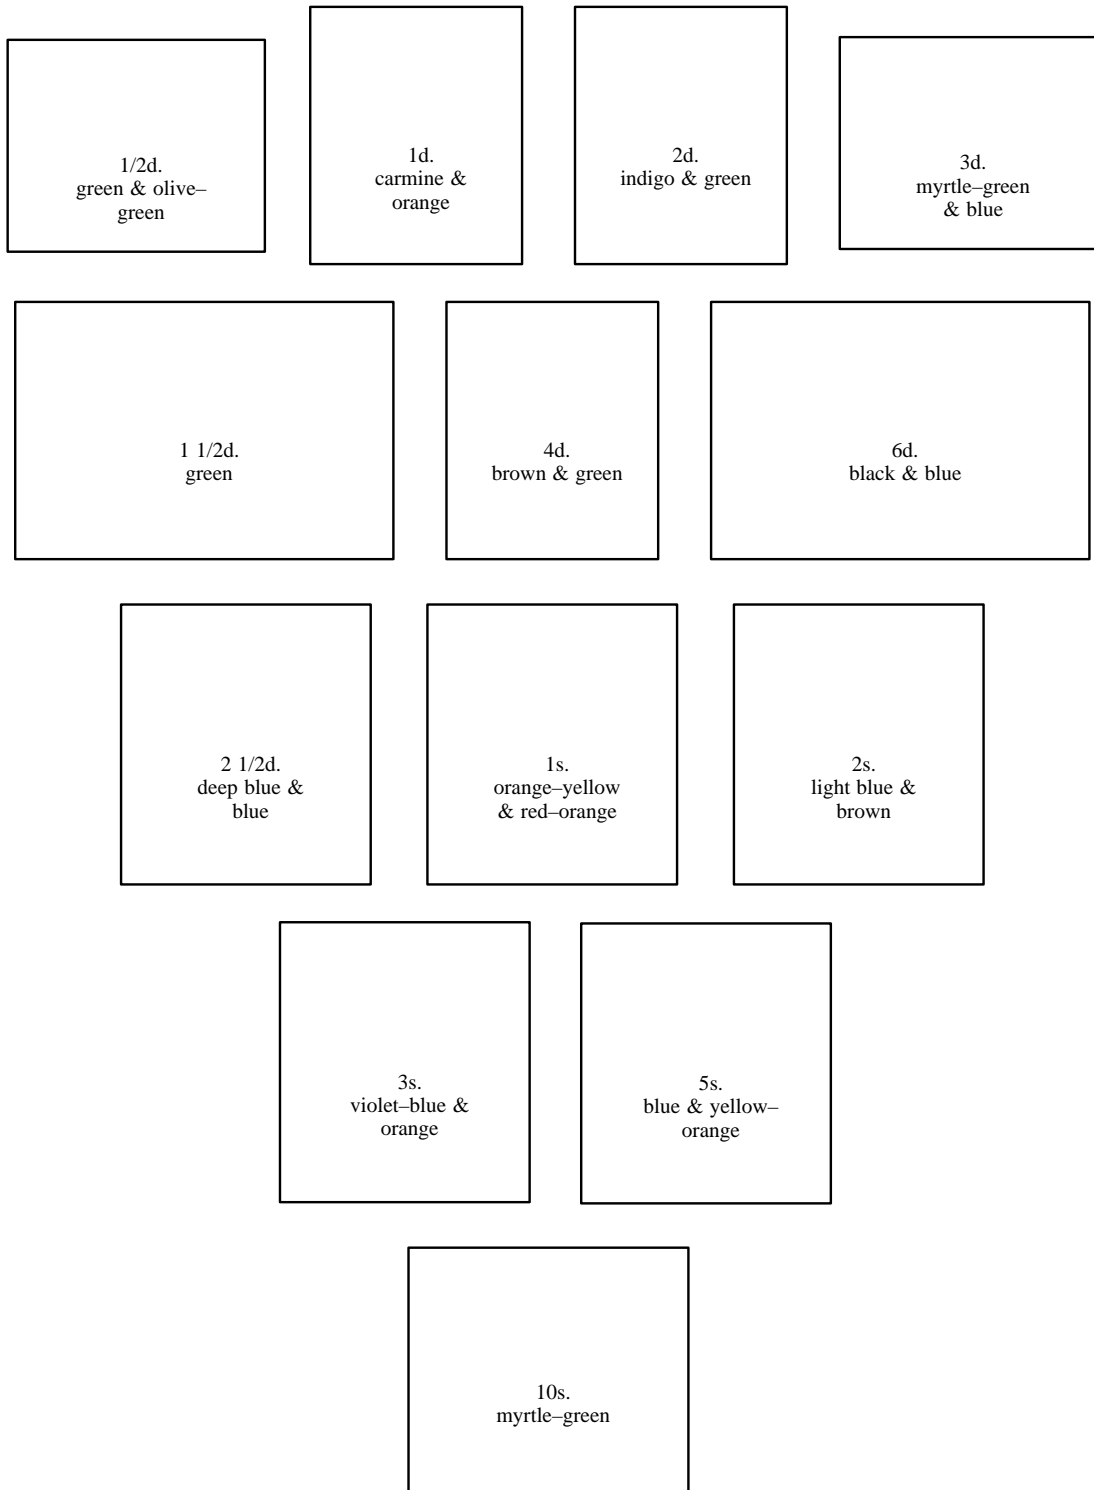 1/2d.
green & olive–
green
1d.
carmine &
orange
2d.
indigo & green
3d.
myrtle–green
& blue
1 1/2d.
green
4d.
brown & green
6d.
black & blue
2 1/2d.
deep blue &
blue
1s.
orange–yellow
& red–orange
2s.
light blue &
brown
3s.
violet–blue &
orange
5s.
blue & yellow–
orange
10s.
myrtle–green